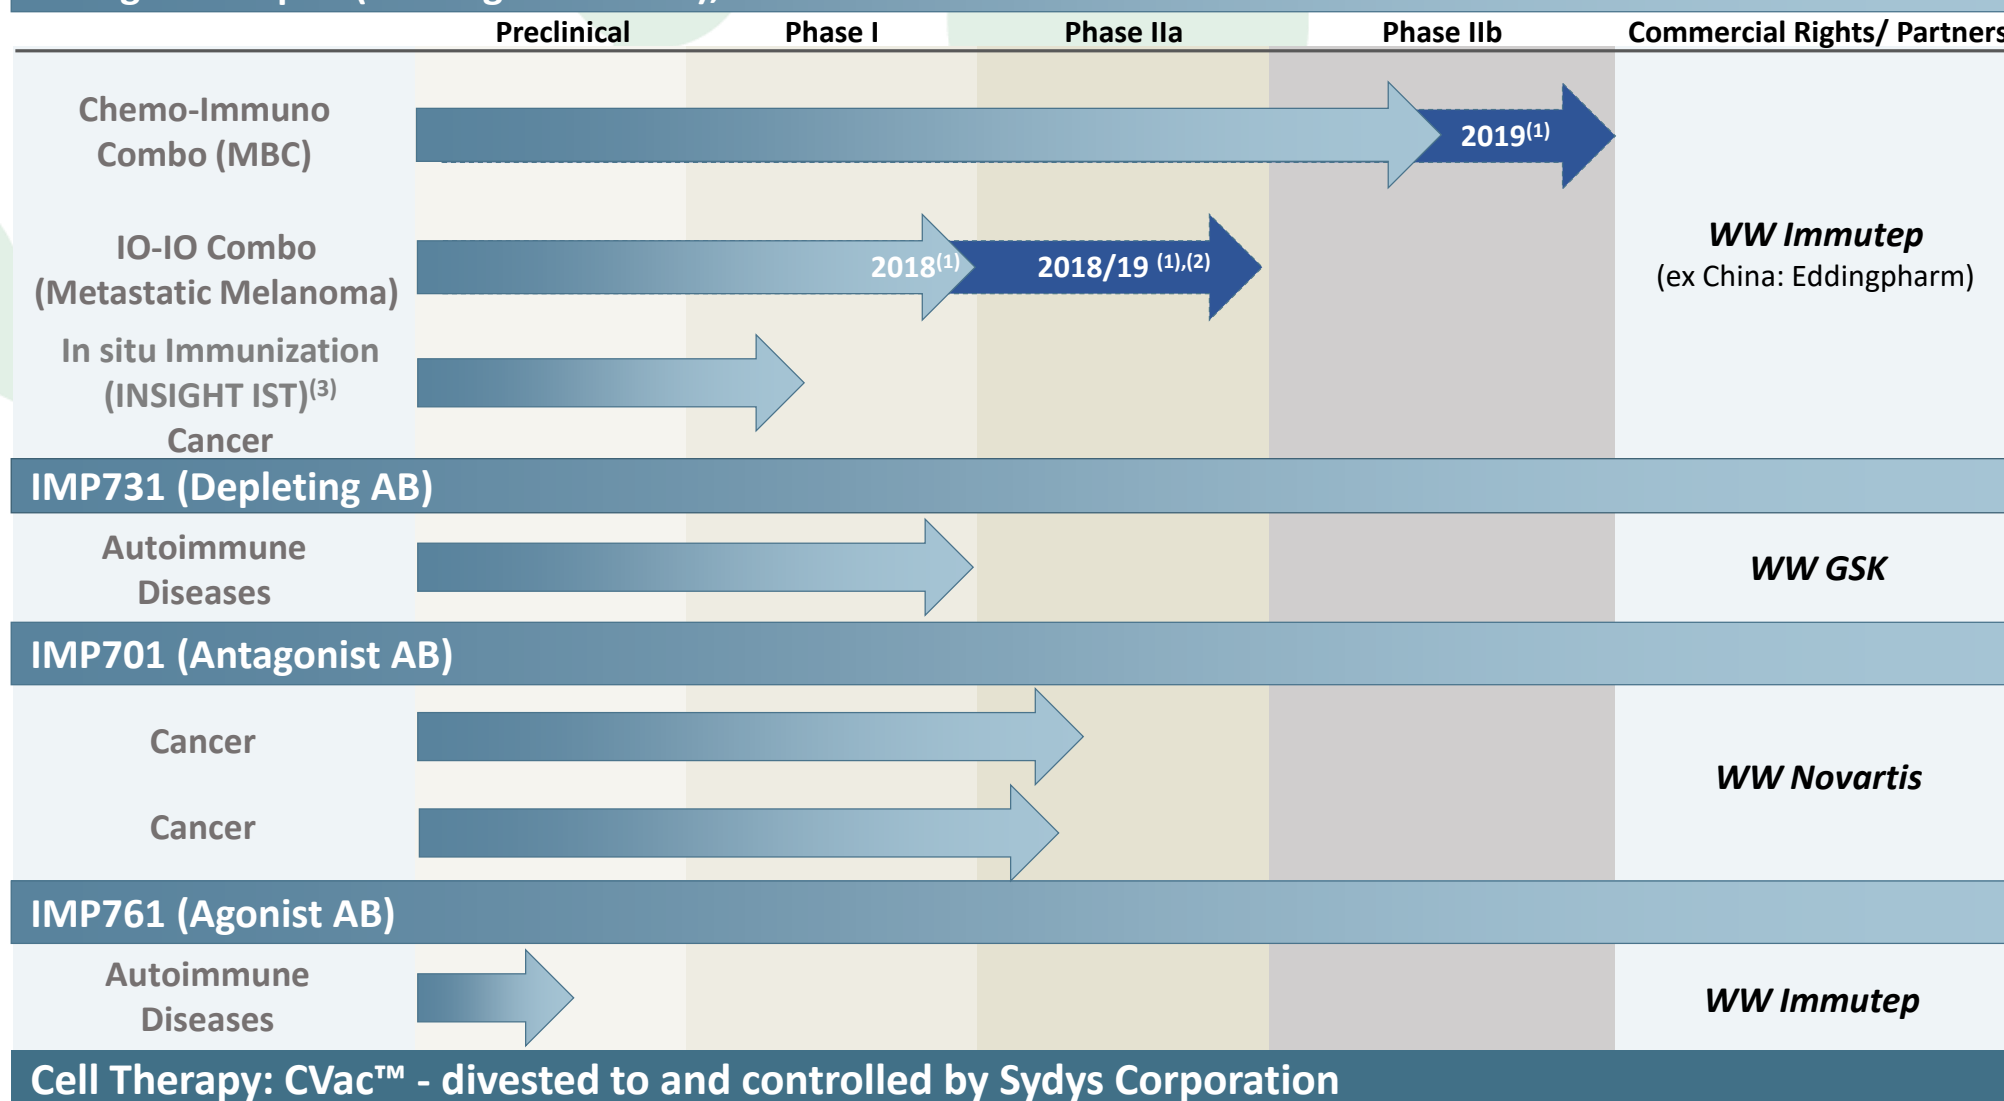 Preclinical Phase I Phase IIa Phase IIb Commercial Rights/ Partners
Chemo-Immuno
Combo (MBC)
2019(1)
IO-IO Combo
(Metastatic Melanoma)
2018(1)
2018/19 (1),(2)
In situ Immunization
(INSIGHT IST)(3)
Cancer
WW Immutep
(ex China: Eddingpharm)
IMP731 (Depleting AB)
Autoimmune
Diseases
WW GSK
IMP701 (Antagonist AB)
Cancer
Cancer
WW Novartis
IMP761 (Agonist AB)
Autoimmune
Diseases
WW Immutep
Cell Therapy: CVac™ - divested to and controlled by Sydys Corporation